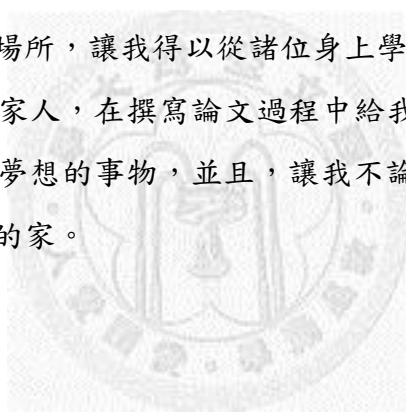 場所，讓我得以從諸位身上學
家人，在撰寫論文過程中給我
夢想的事物，並且，讓我不論
的家。